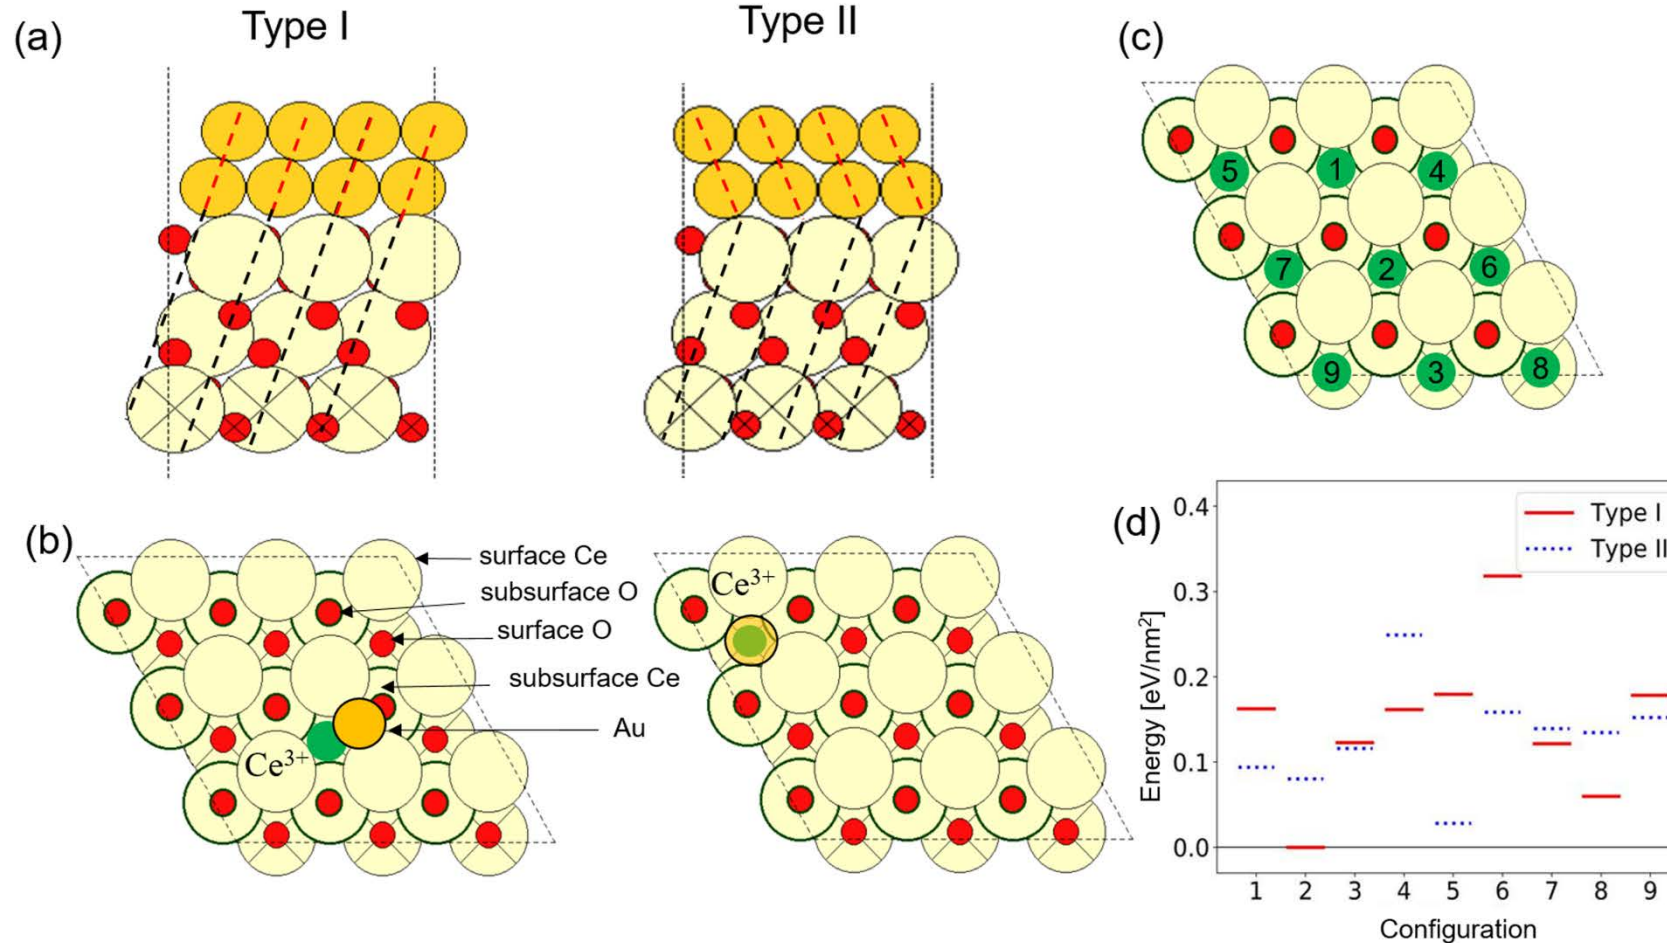 (a)
Type I
Type II
(b)
surface Ce
subsurface O
surface O
subsurface Ce
Au
Ce³⁺
Ce³⁺
(c)
5 1 4
7 2 6
9 3 8
(d)
Type I
Type II
Energy [eV/nm²]
0.4
0.3
0.2
0.1
0.0
1 2 3 4 5 6 7 8 9
Configuration